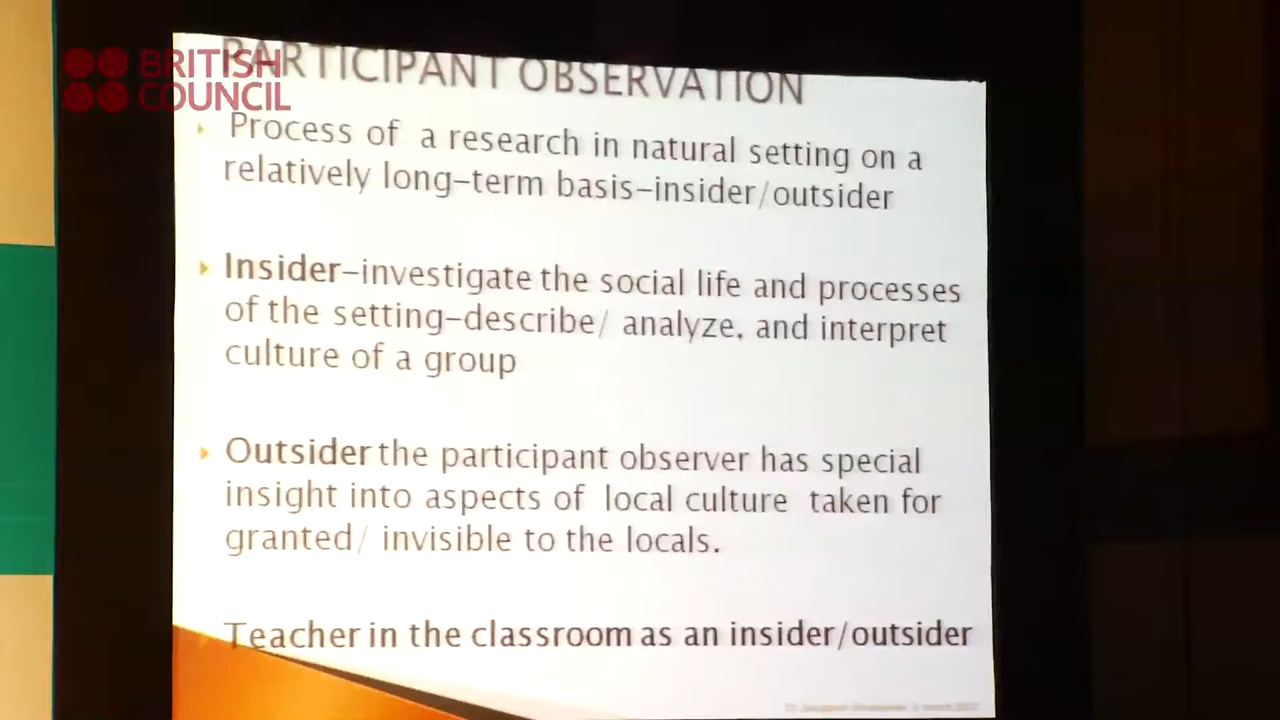 BRITISH
COUNCIL
PARTICIPANT OBSERVATION
Process of a research in natural setting on a
relatively long-term basis-insider/outsider
Insider-investigate the social life and processes
of the setting-describe/ analyze, and interpret
culture of a group
Outsider the participant observer has special
insight into aspects of local culture taken for
granted/ invisible to the locals.
Teacher in the classroom as an insider/outsider